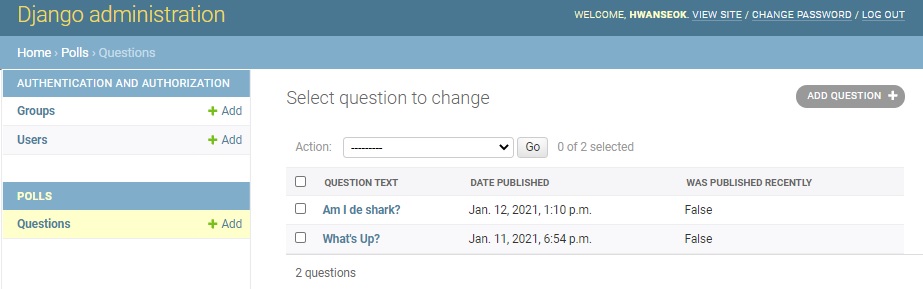 Django administration
WELCOME, HWANSEOK. VIEW SITE / CHANGE PASSWORD / LOG OUT
Home › Polls › Questions
AUTHENTICATION AND AUTHORIZATION
Groups + Add
Users + Add
POLLS
Questions + Add
Select question to change
ADD QUESTION +
Action: --------- Go 0 of 2 selected
QUESTION TEXT DATE PUBLISHED WAS PUBLISHED RECENTLY
Am I de shark? Jan. 12, 2021, 1:10 p.m. False
What's Up? Jan. 11, 2021, 6:54 p.m. False
2 questions